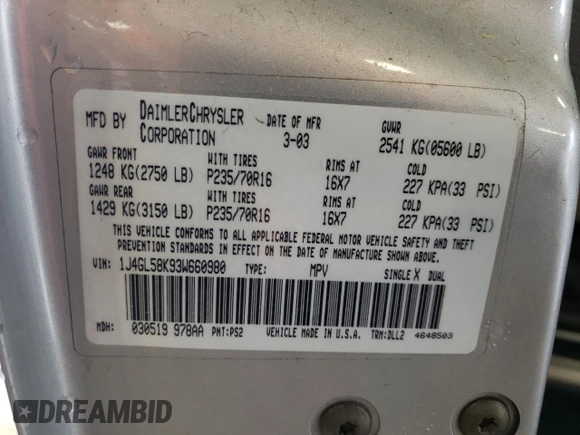 MFD BY DAIMLERCHRYSLER CORPORATION DATE OF MFR 3-03 GVWR 2541 KG(05600 LB)
GAWR FRONT WITH TIRES RIMS AT COLD
1248 KG(2750 LB) P235/70R16 16X7 227 KPA(33 PSI)
GAWR REAR WITH TIRES RIMS AT COLD
1429 KG(3150 LB) P235/70R16 16X7 227 KPA(33 PSI)
THIS VEHICLE CONFORMS TO ALL APPLICABLE FEDERAL MOTOR VEHICLE SAFETY AND THEFT
PREVENTION STANDARDS IN EFFECT ON THE DATE OF MANUFACTURE SHOWN ABOVE.
VIN: 1J4GL58K93W660980 TYPE: MPV SINGLE X DUAL
MDH: 030519 978AA PNT:PS2 VEHICLE MADE IN U.S.A. TRM:DLL2 4648503
DREAMBID